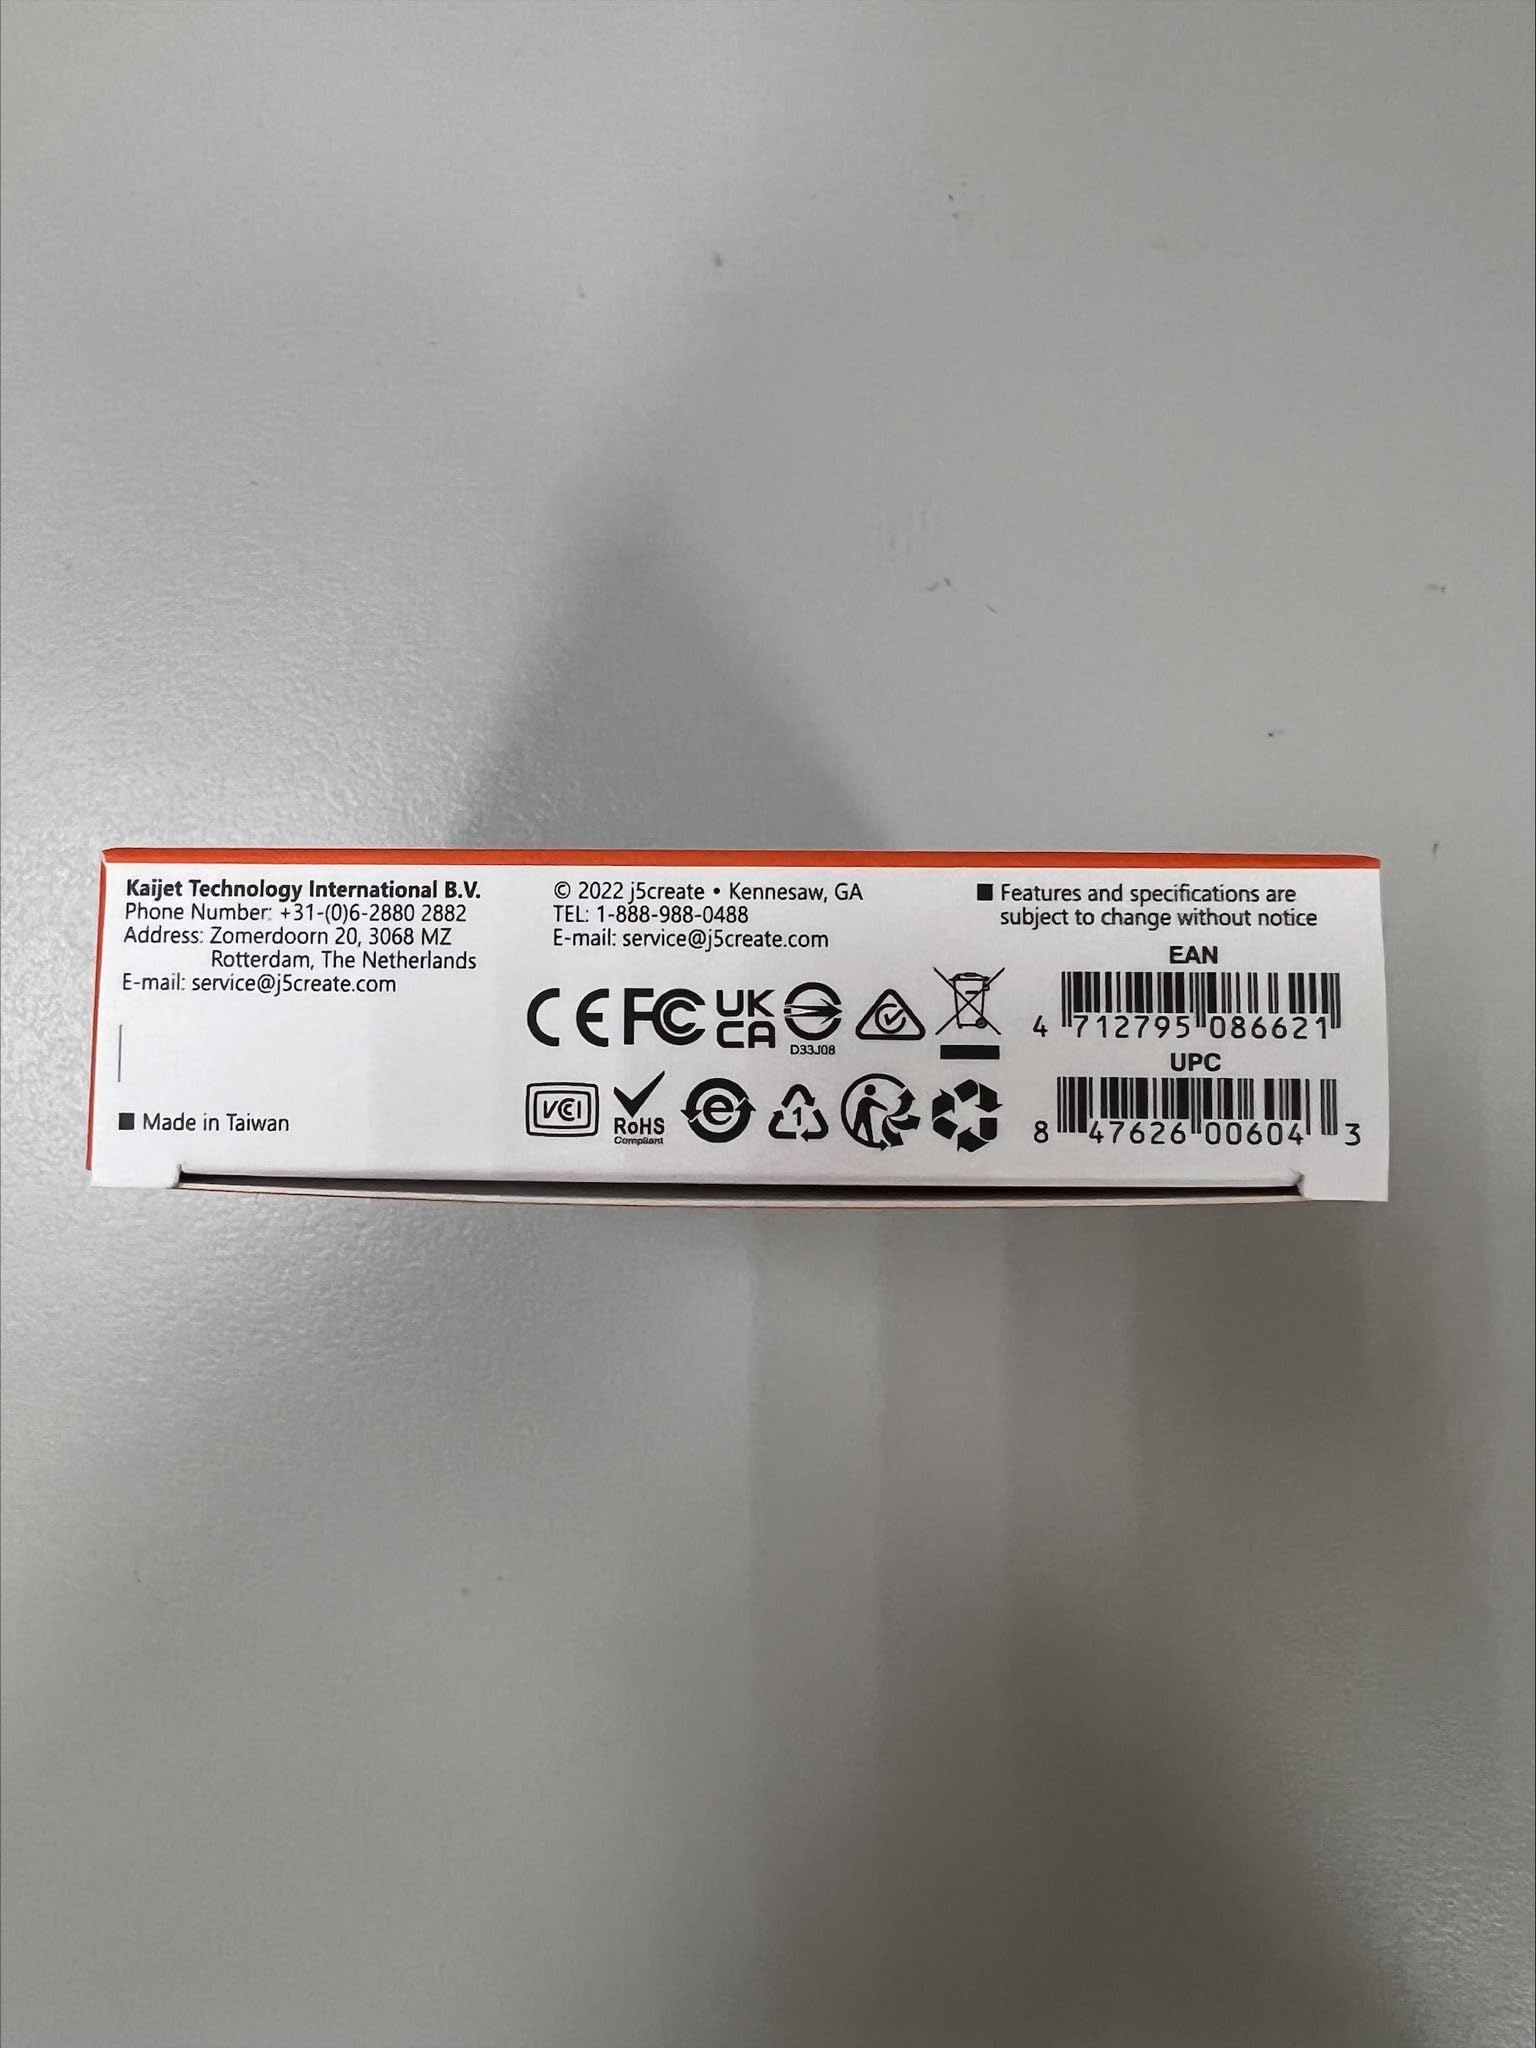 Kaijet Technology International B.V.
Phone Number: +31-(0)6-2880 2882
Address: Zomerdoorn 20, 3068 MZ
Rotterdam, The Netherlands
E-mail: service@j5create.com
■ Made in Taiwan
© 2022 j5create • Kennesaw, GA
TEL: 1-888-988-0488
E-mail: service@j5create.com
CE FC UK
CA
D33J08
VCCI
RoHS
Compliant
e
1
■ Features and specifications are
subject to change without notice
EAN
4 712795 086621
UPC
8 47626 00604 3